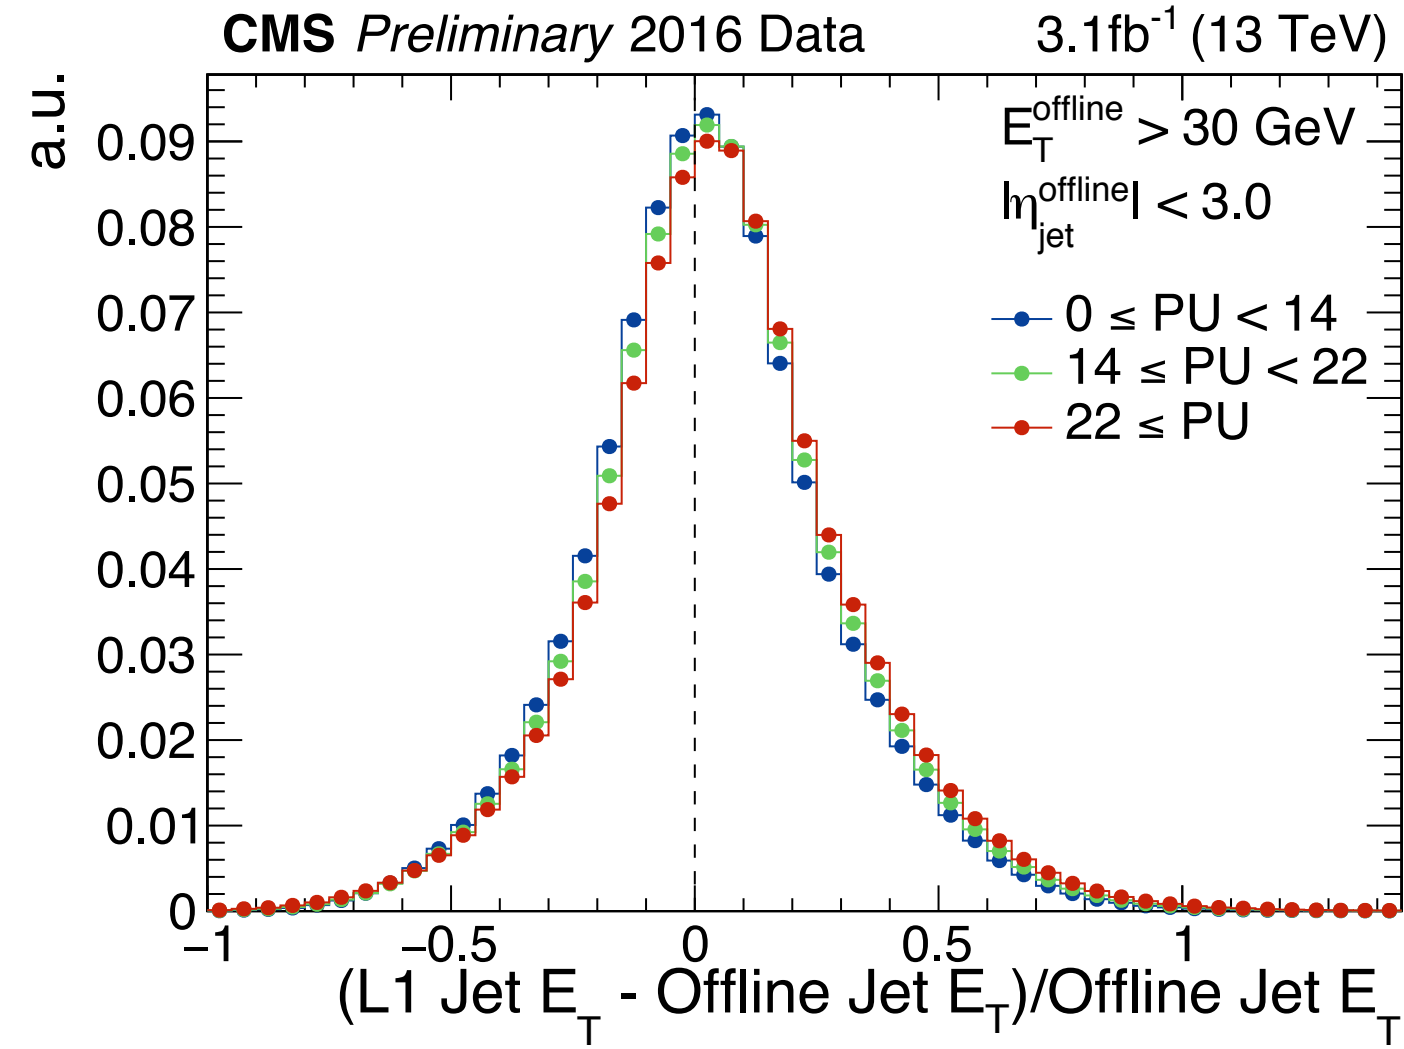 CMS Preliminary 2016 Data 3.1fb⁻¹ (13 TeV)
a.u.
E_T^offline > 30 GeV
|η_jet^offline| < 3.0
0 ≤ PU < 14
14 ≤ PU < 22
22 ≤ PU
0.09
0.08
0.07
0.06
0.05
0.04
0.03
0.02
0.01
0
−1 −0.5 0 0.5 1
(L1 Jet E_T - Offline Jet E_T)/Offline Jet E_T